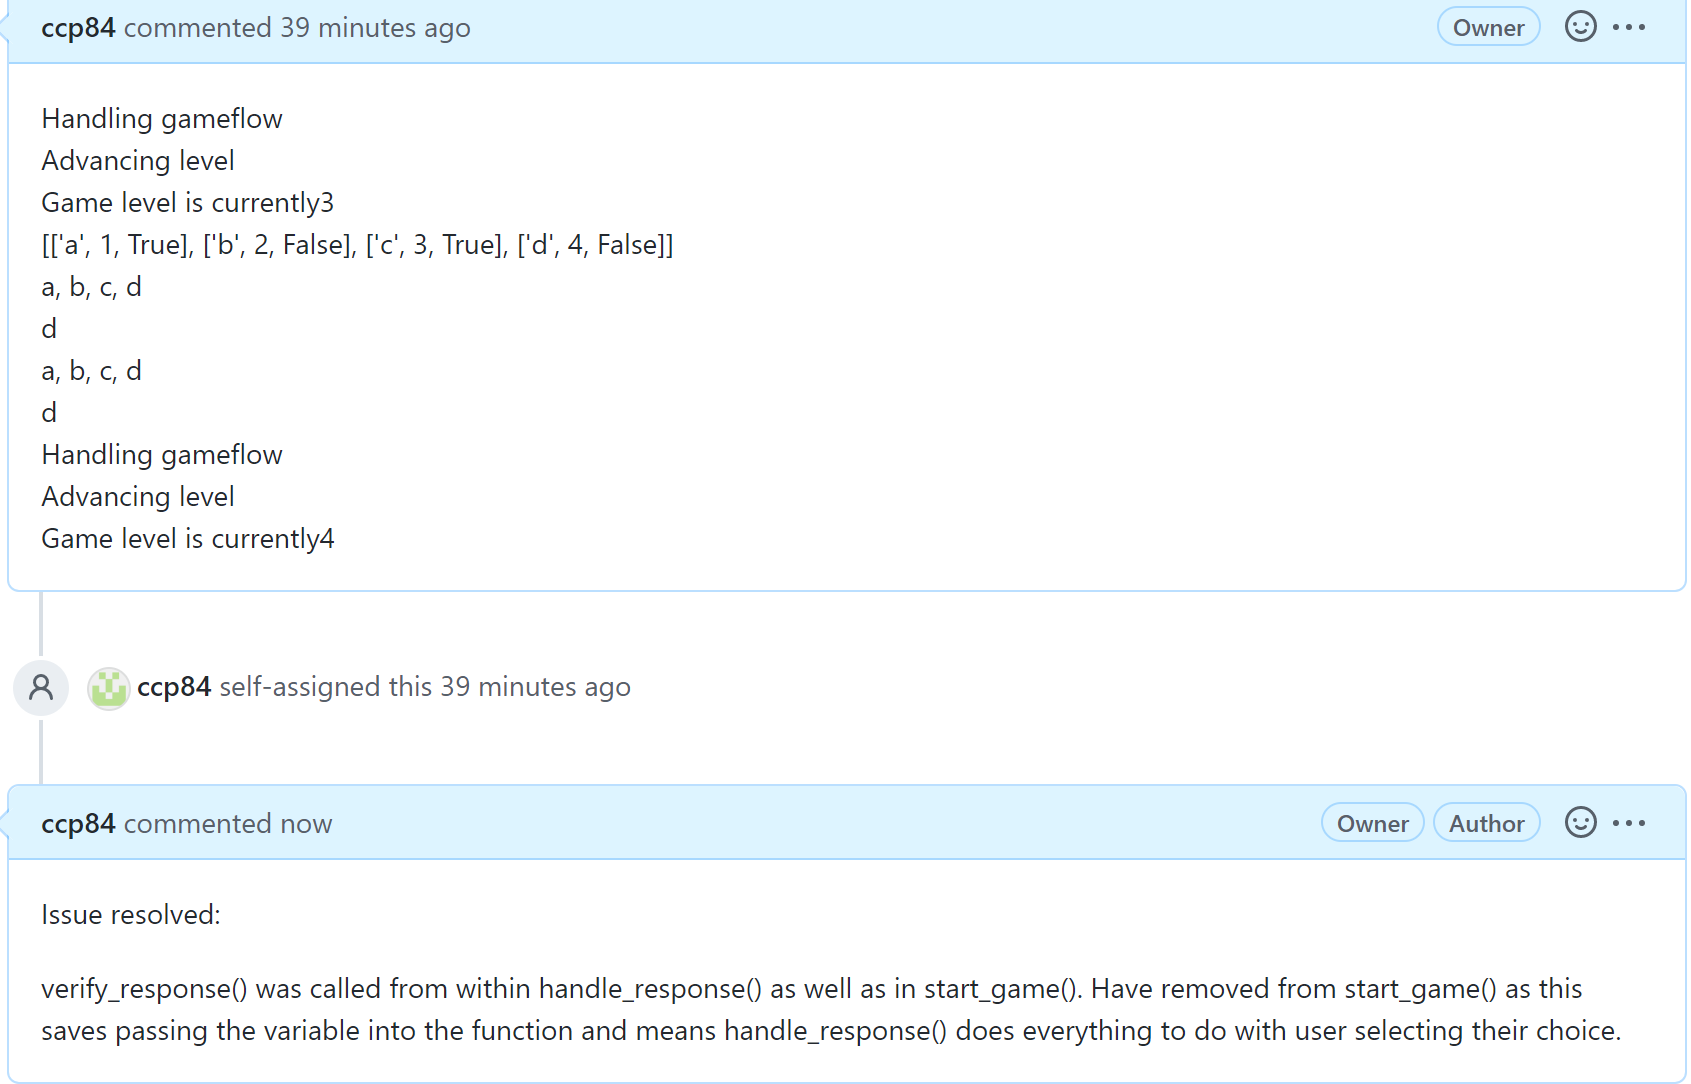 ccp84 commented 39 minutes ago Owner
Handling gameflow
Advancing level
Game level is currently3
[['a', 1, True], ['b', 2, False], ['c', 3, True], ['d', 4, False]]
a, b, c, d
d
a, b, c, d
d
Handling gameflow
Advancing level
Game level is currently4
ccp84 self-assigned this 39 minutes ago
ccp84 commented now Owner Author
Issue resolved:
verify_response() was called from within handle_response() as well as in start_game(). Have removed from start_game() as this
saves passing the variable into the function and means handle_response() does everything to do with user selecting their choice.